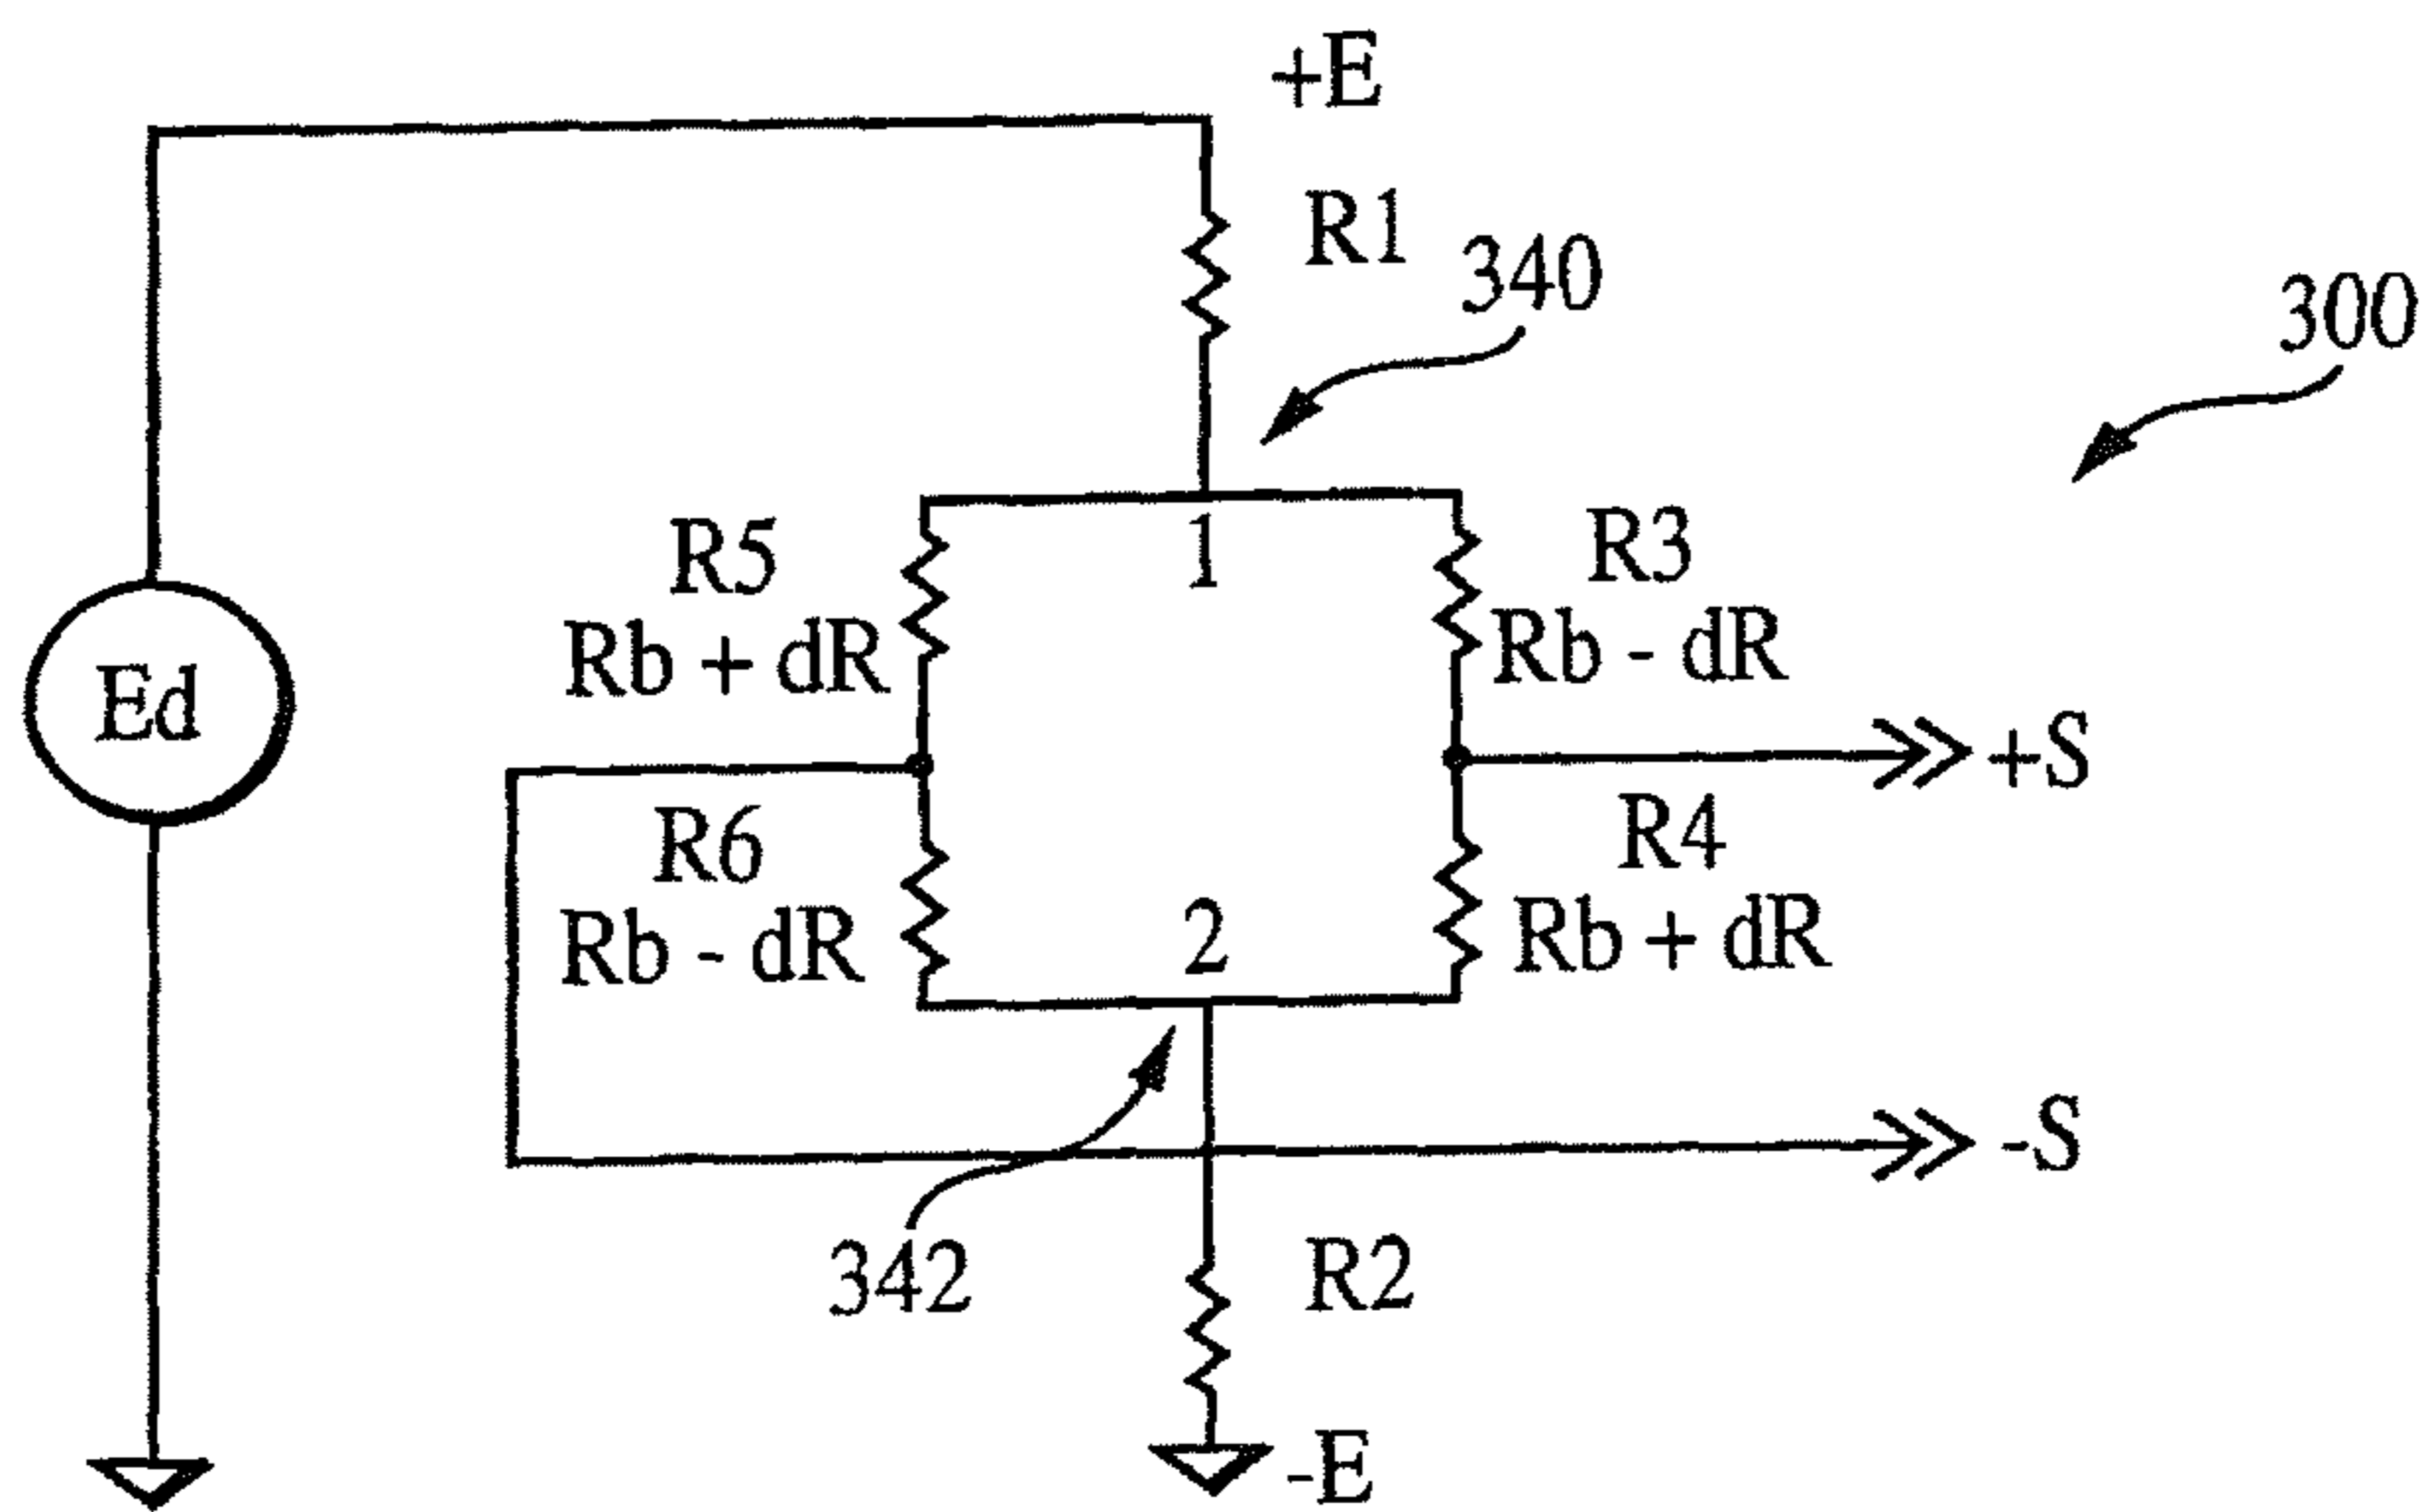 +E
R1
340
300
1
R5
Rb + dR
R3
Rb - dR
Ed
+S
R6
Rb - dR
2
R4
Rb + dR
-S
342
R2
-E